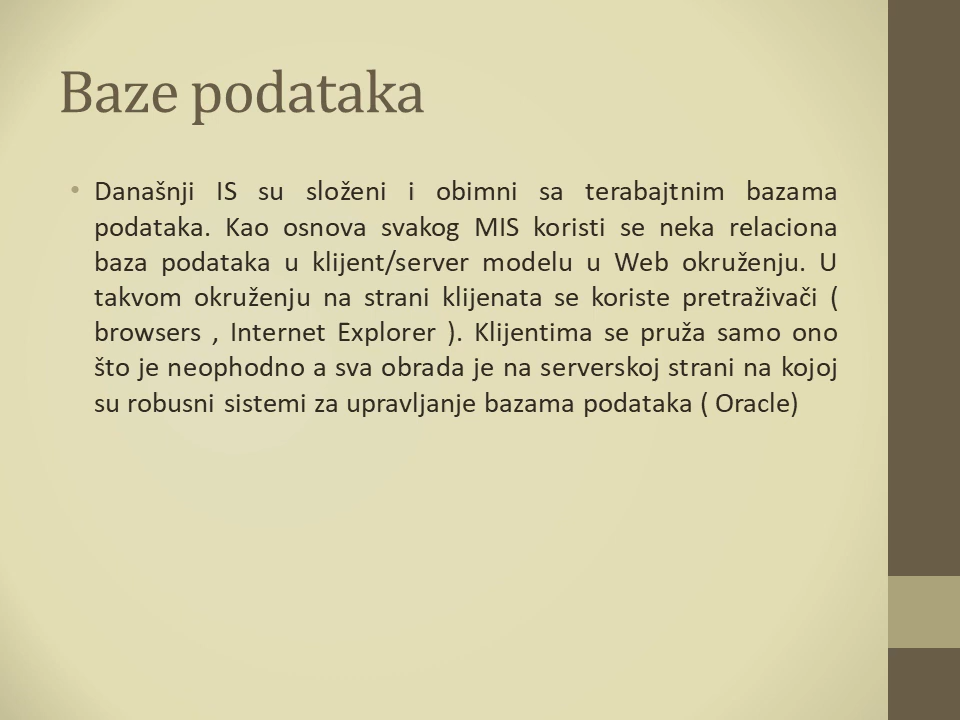 Baze podataka
• Današnji IS su složeni i obimni sa terabajtnim bazama
podataka. Kao osnova svakog MIS koristi se neka relaciona
baza podataka u klijent/server modelu u Web okruženju. U
takvom okruženju na strani klijenata se koriste pretraživači (
browsers , Internet Explorer ). Klijentima se pruža samo ono
što je neophodno a sva obrada je na serverskoj strani na kojoj
su robusni sistemi za upravljanje bazama podataka ( Oracle)